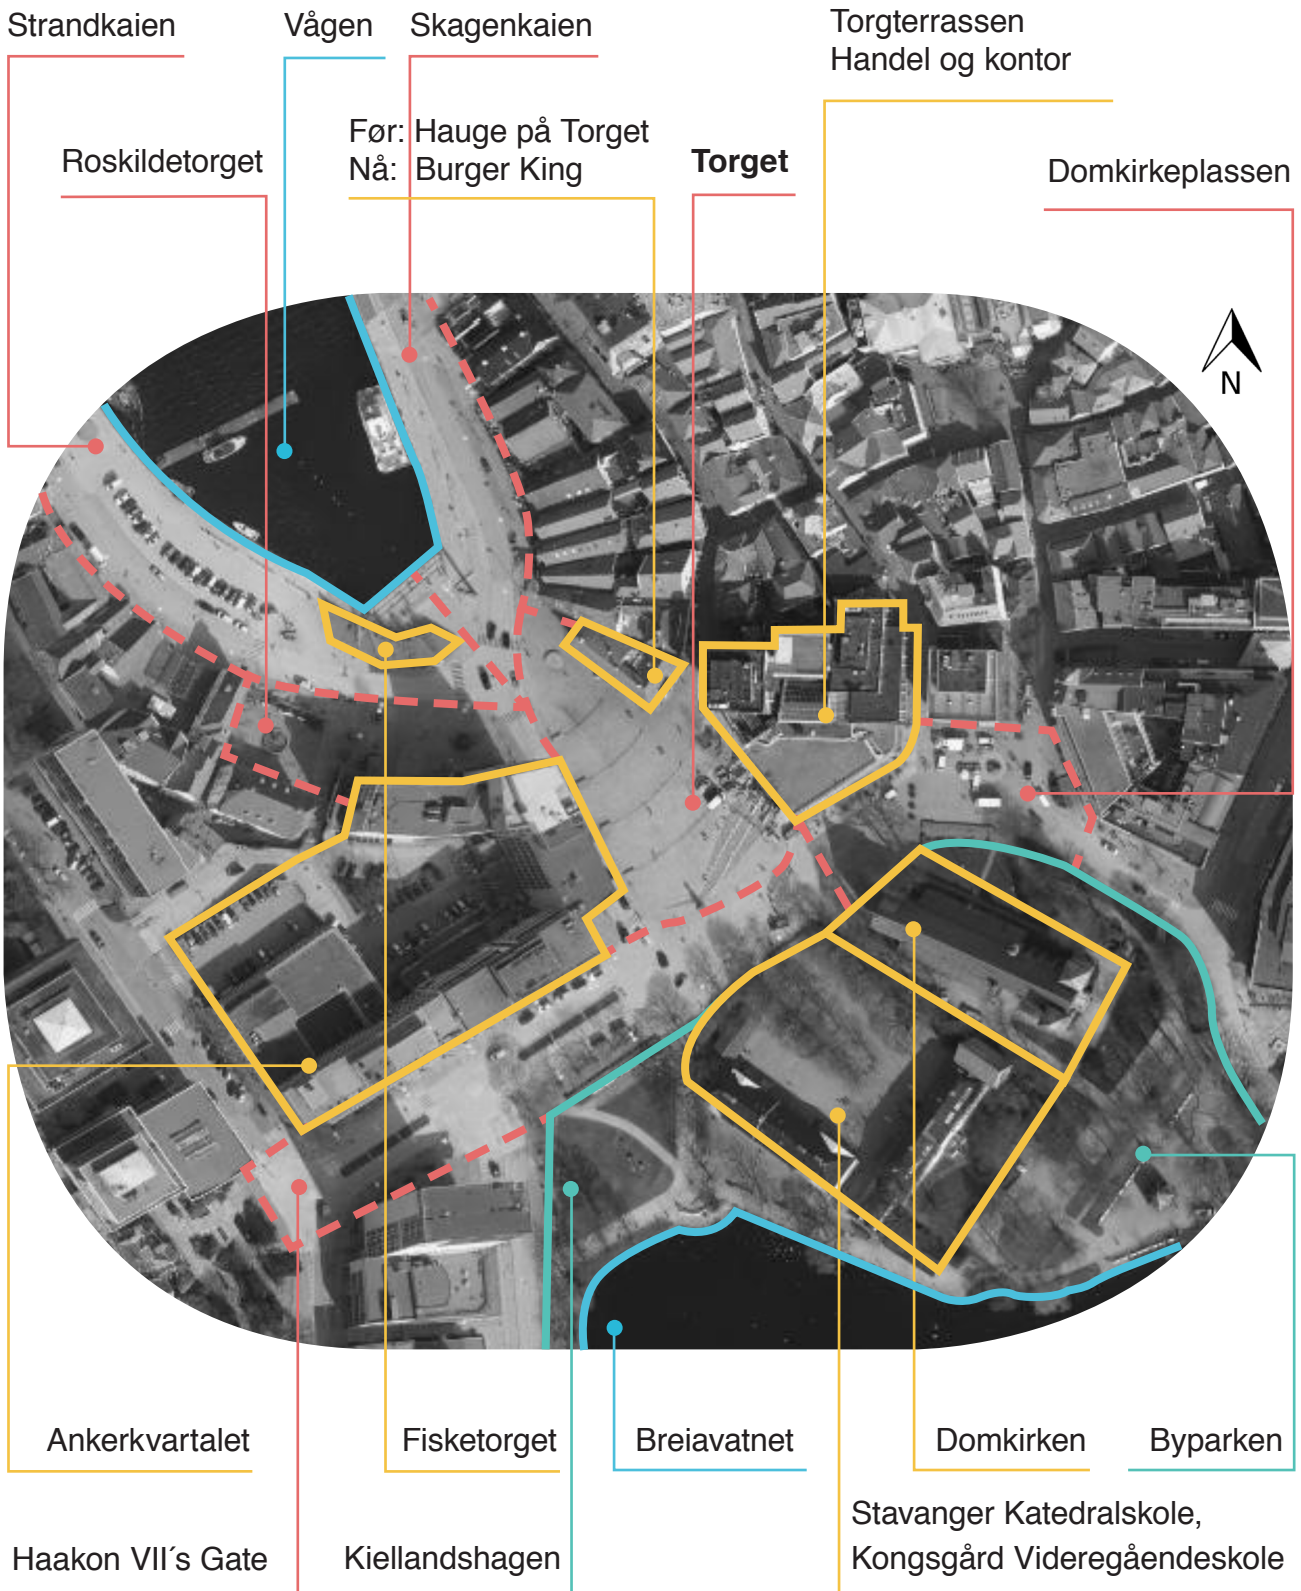 Strandkaien
Vågen
Skagenkaien
Torgterrassen
Handel og kontor
Før: Hauge på Torget
Nå: Burger King
Roskildetorget
Torget
Domkirkeplassen
N
Ankerkvartalet
Fisketorget
Breiavatnet
Domkirken
Byparken
Haakon VII´s Gate
Kiellandshagen
Stavanger Katedralskole,
Kongsgård Videregåendeskole